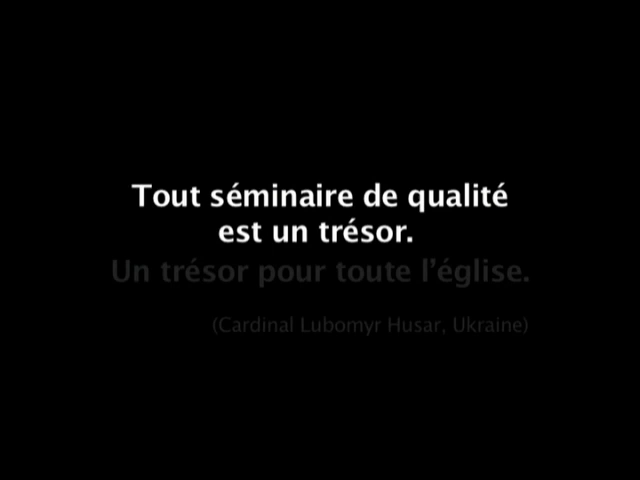 Tout séminaire de qualité
est un trésor.
Un trésor pour toute l’église.
(Cardinal Lubomyr Husar, Ukraine)